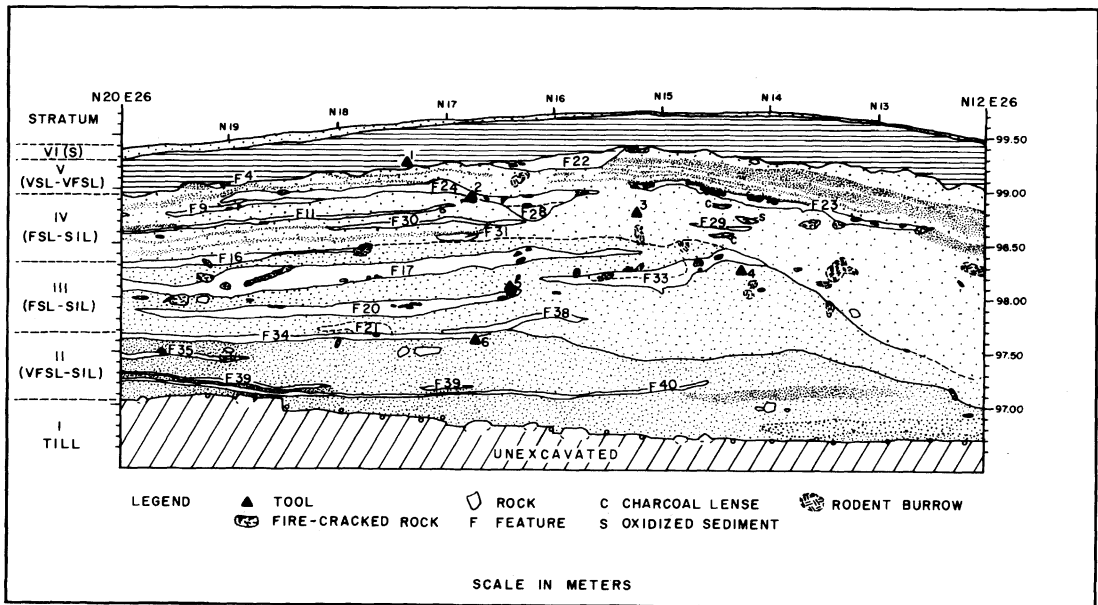 N20 E26
N19
N18
N17
N16
N15
N14
N13
N12 E26
STRATUM
VI (S)
V
(VSL-VFSL)
IV
(FSL-SIL)
III
(FSL-SIL)
II
(VFSL-SIL)
I
TILL
99.50
99.00
98.50
98.00
97.50
97.00
1
F22
F4
F24
2
F9
F11
F28
F30
F31
3
C
F23
F29
S
F16
F17
F33
4
5
F20
F38
F21
F34
6
F35
F39
F39
F40
UNEXCAVATED
LEGEND
TOOL
ROCK
C CHARCOAL LENSE
RODENT BURROW
FIRE-CRACKED ROCK
F FEATURE
S OXIDIZED SEDIMENT
SCALE IN METERS